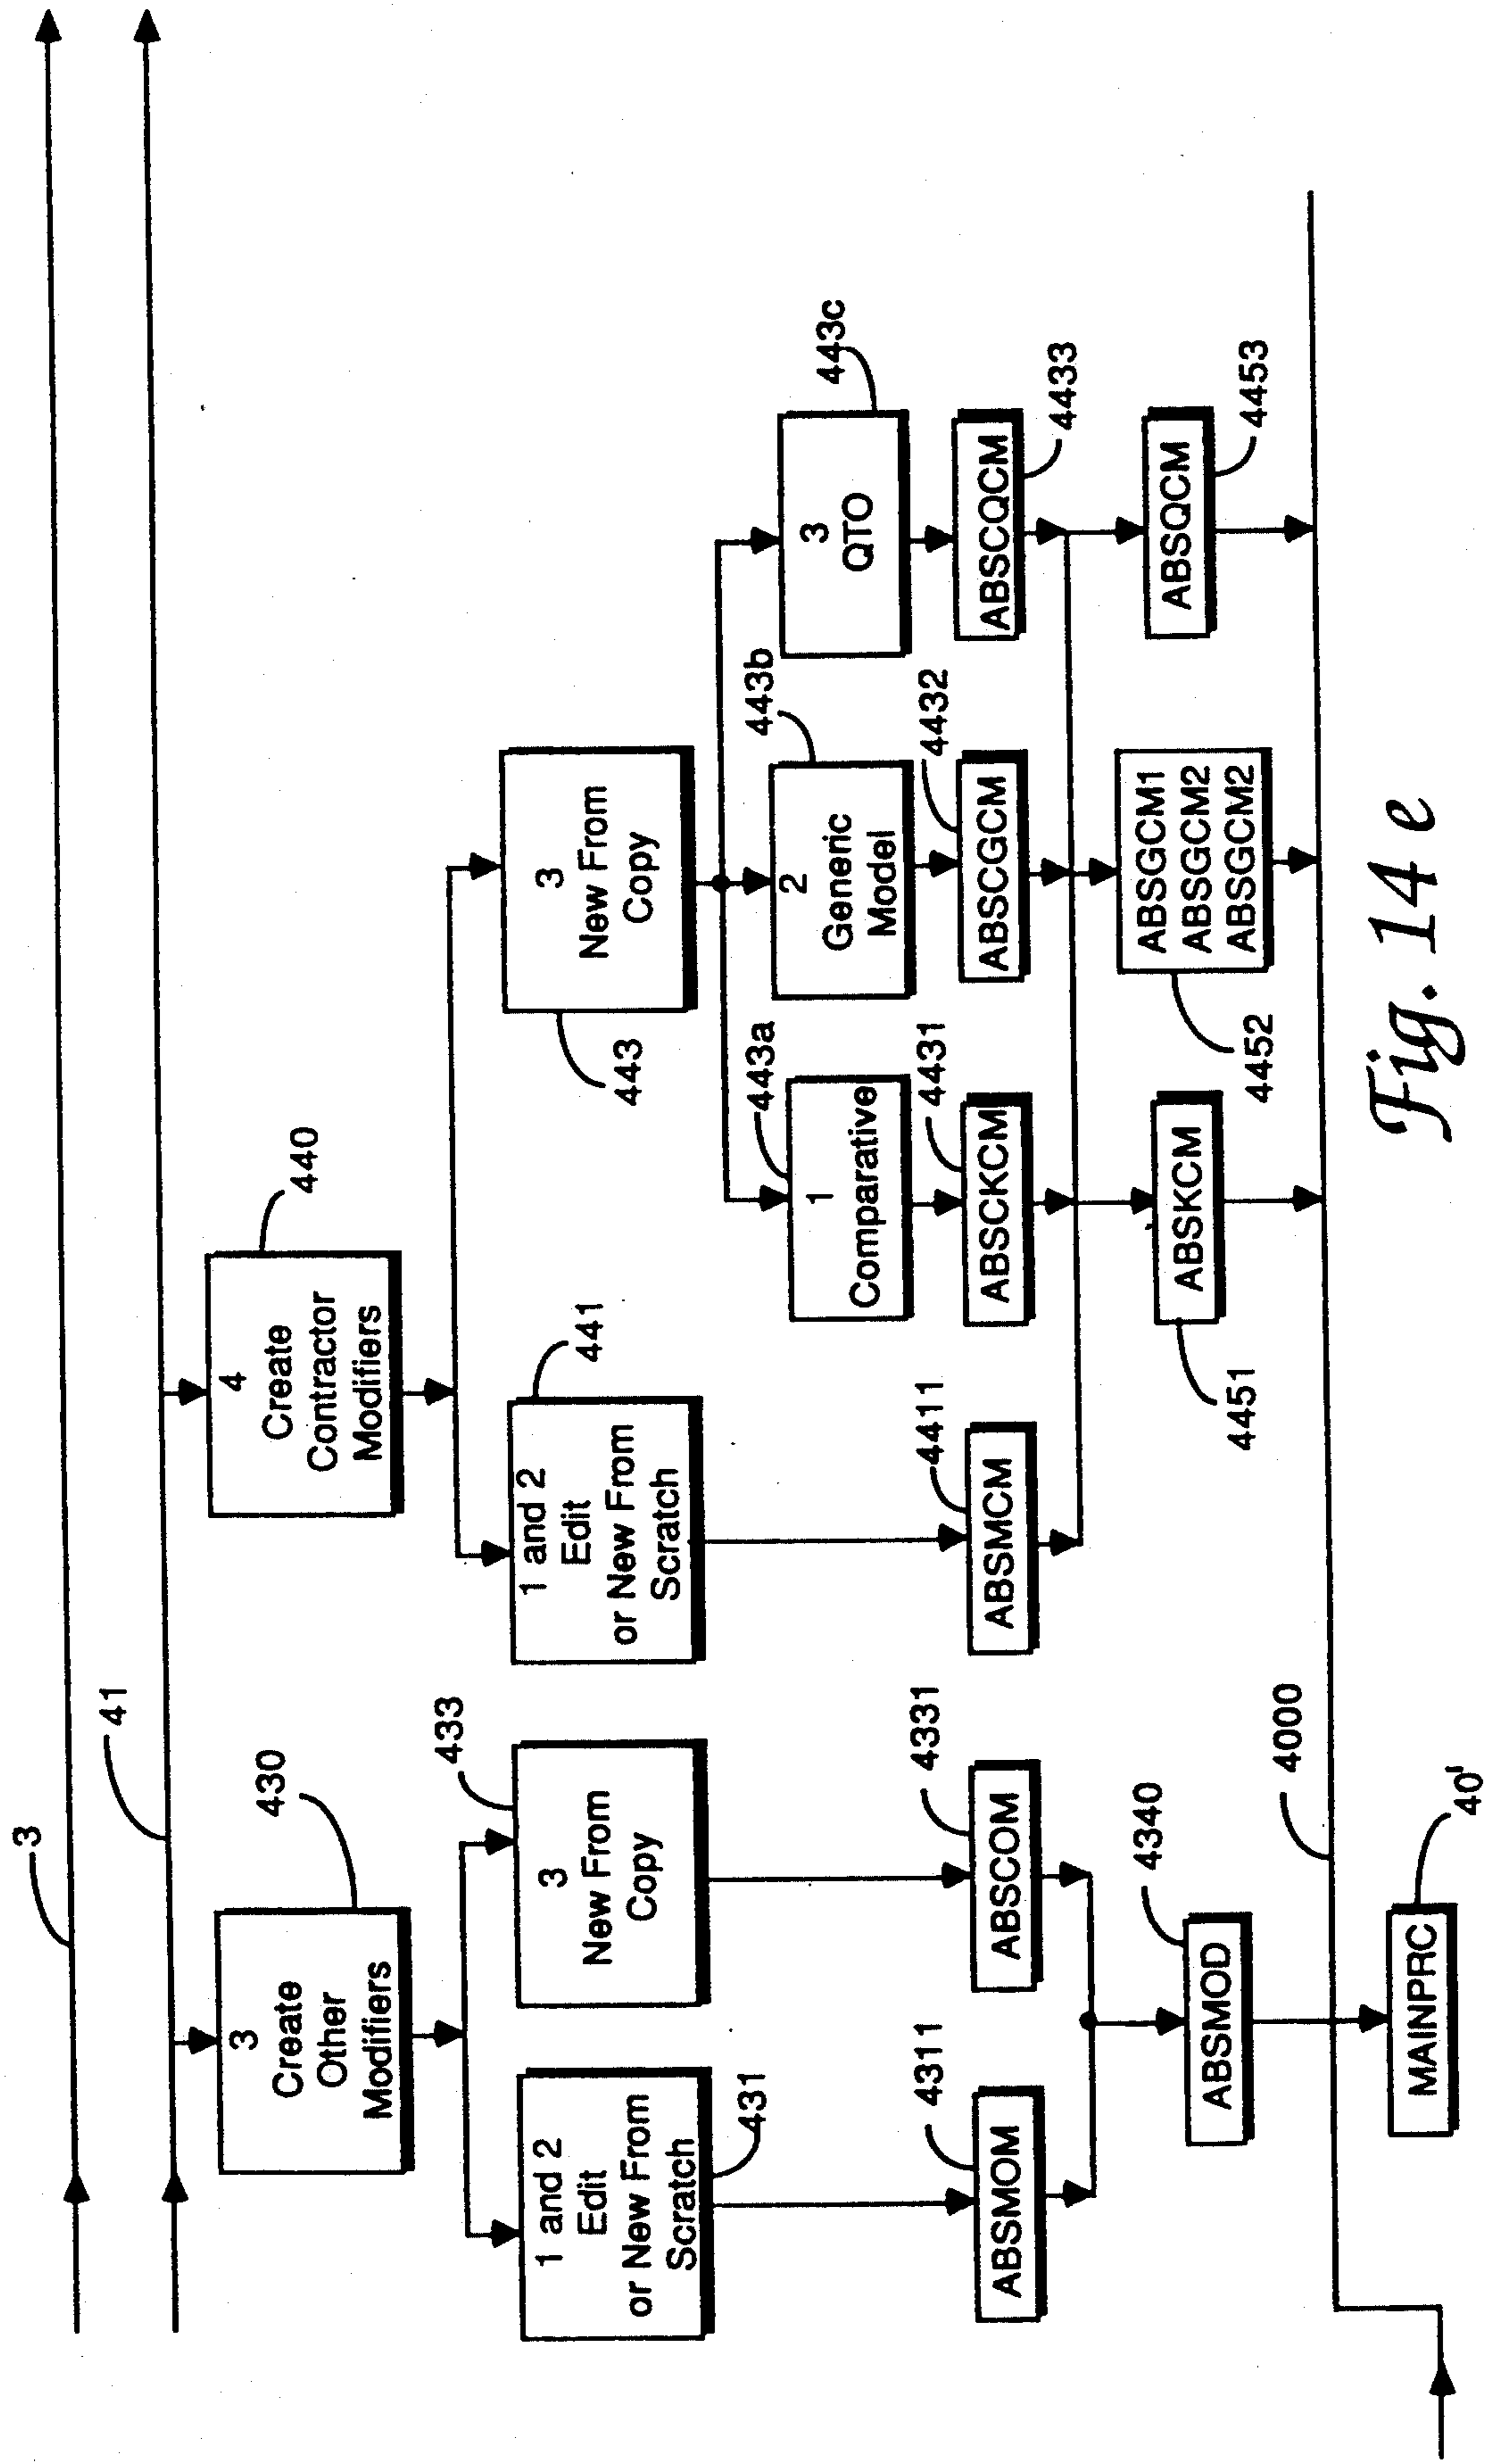 3
41
430
3
Create
Other
Modifiers
440
4
Create
Contractor
Modifiers
431
1 and 2
Edit
or New From
Scratch
433
3
New From
Copy
441
1 and 2
Edit
or New From
Scratch
443
3
New From
Copy
443a
1
Comparative
443b
2
Generic
Model
443c
3
QTO
4311
ABSMOM
4331
ABSCOM
4411
ABSMCM
4431
ABSCKCM
4432
ABSCGCM
4433
ABSCQCM
4340
ABSMOD
4451
ABSKCM
4452
ABSGCM1
ABSGCM2
ABSGCM2
4453
ABSQCM
4000
40'
MAINPRC
Fig. 14 e